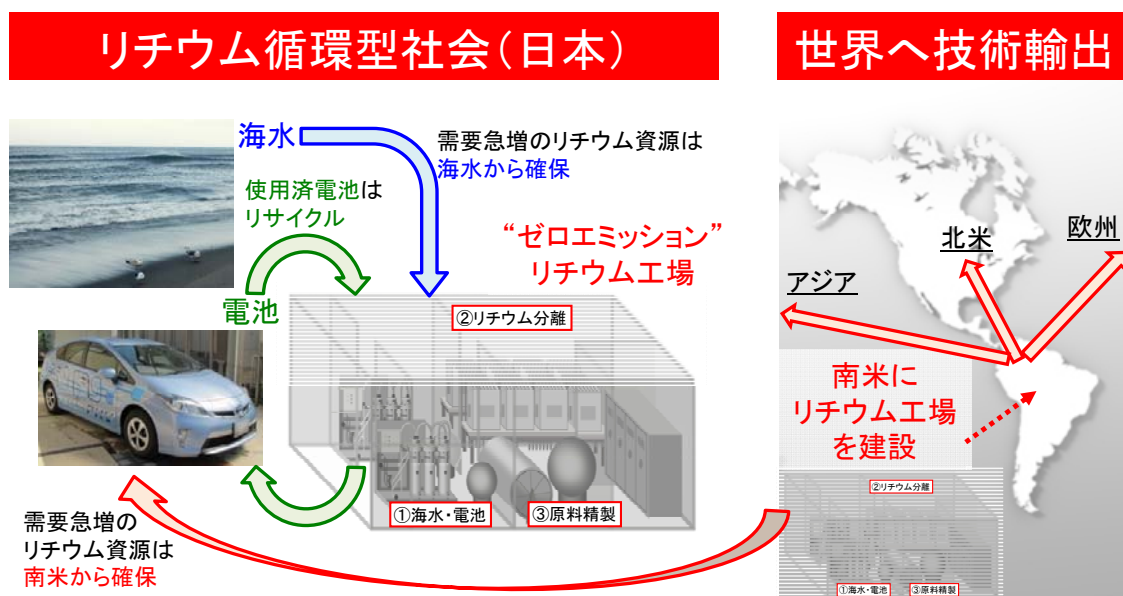 リチウム循環型社会(日本)
海水
需要急増のリチウム資源は
海水から確保
使用済電池は
リサイクル
“ゼロエミッション”
リチウム工場
電池
②リチウム分離
①海水・電池
③原料精製
需要急増の
リチウム資源は
南米から確保
世界へ技術輸出
北米
欧州
アジア
南米に
リチウム工場
を建設
②リチウム分離
①海水・電池
③原料精製